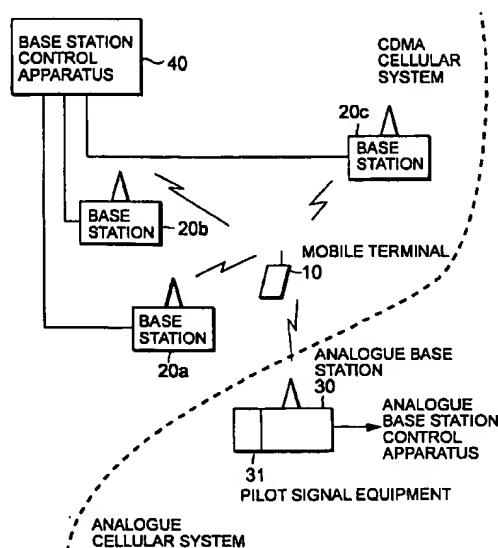 BASE STATION
CONTROL
APPARATUS
40
CDMA
CELLULAR
SYSTEM
20c
BASE
STATION
BASE
STATION
20b
MOBILE TERMINAL
10
BASE
STATION
20a
ANALOGUE BASE
STATION
30
ANALOGUE
BASE STATION
CONTROL
APPARATUS
31
PILOT SIGNAL EQUIPMENT
ANALOGUE
CELLULAR SYSTEM